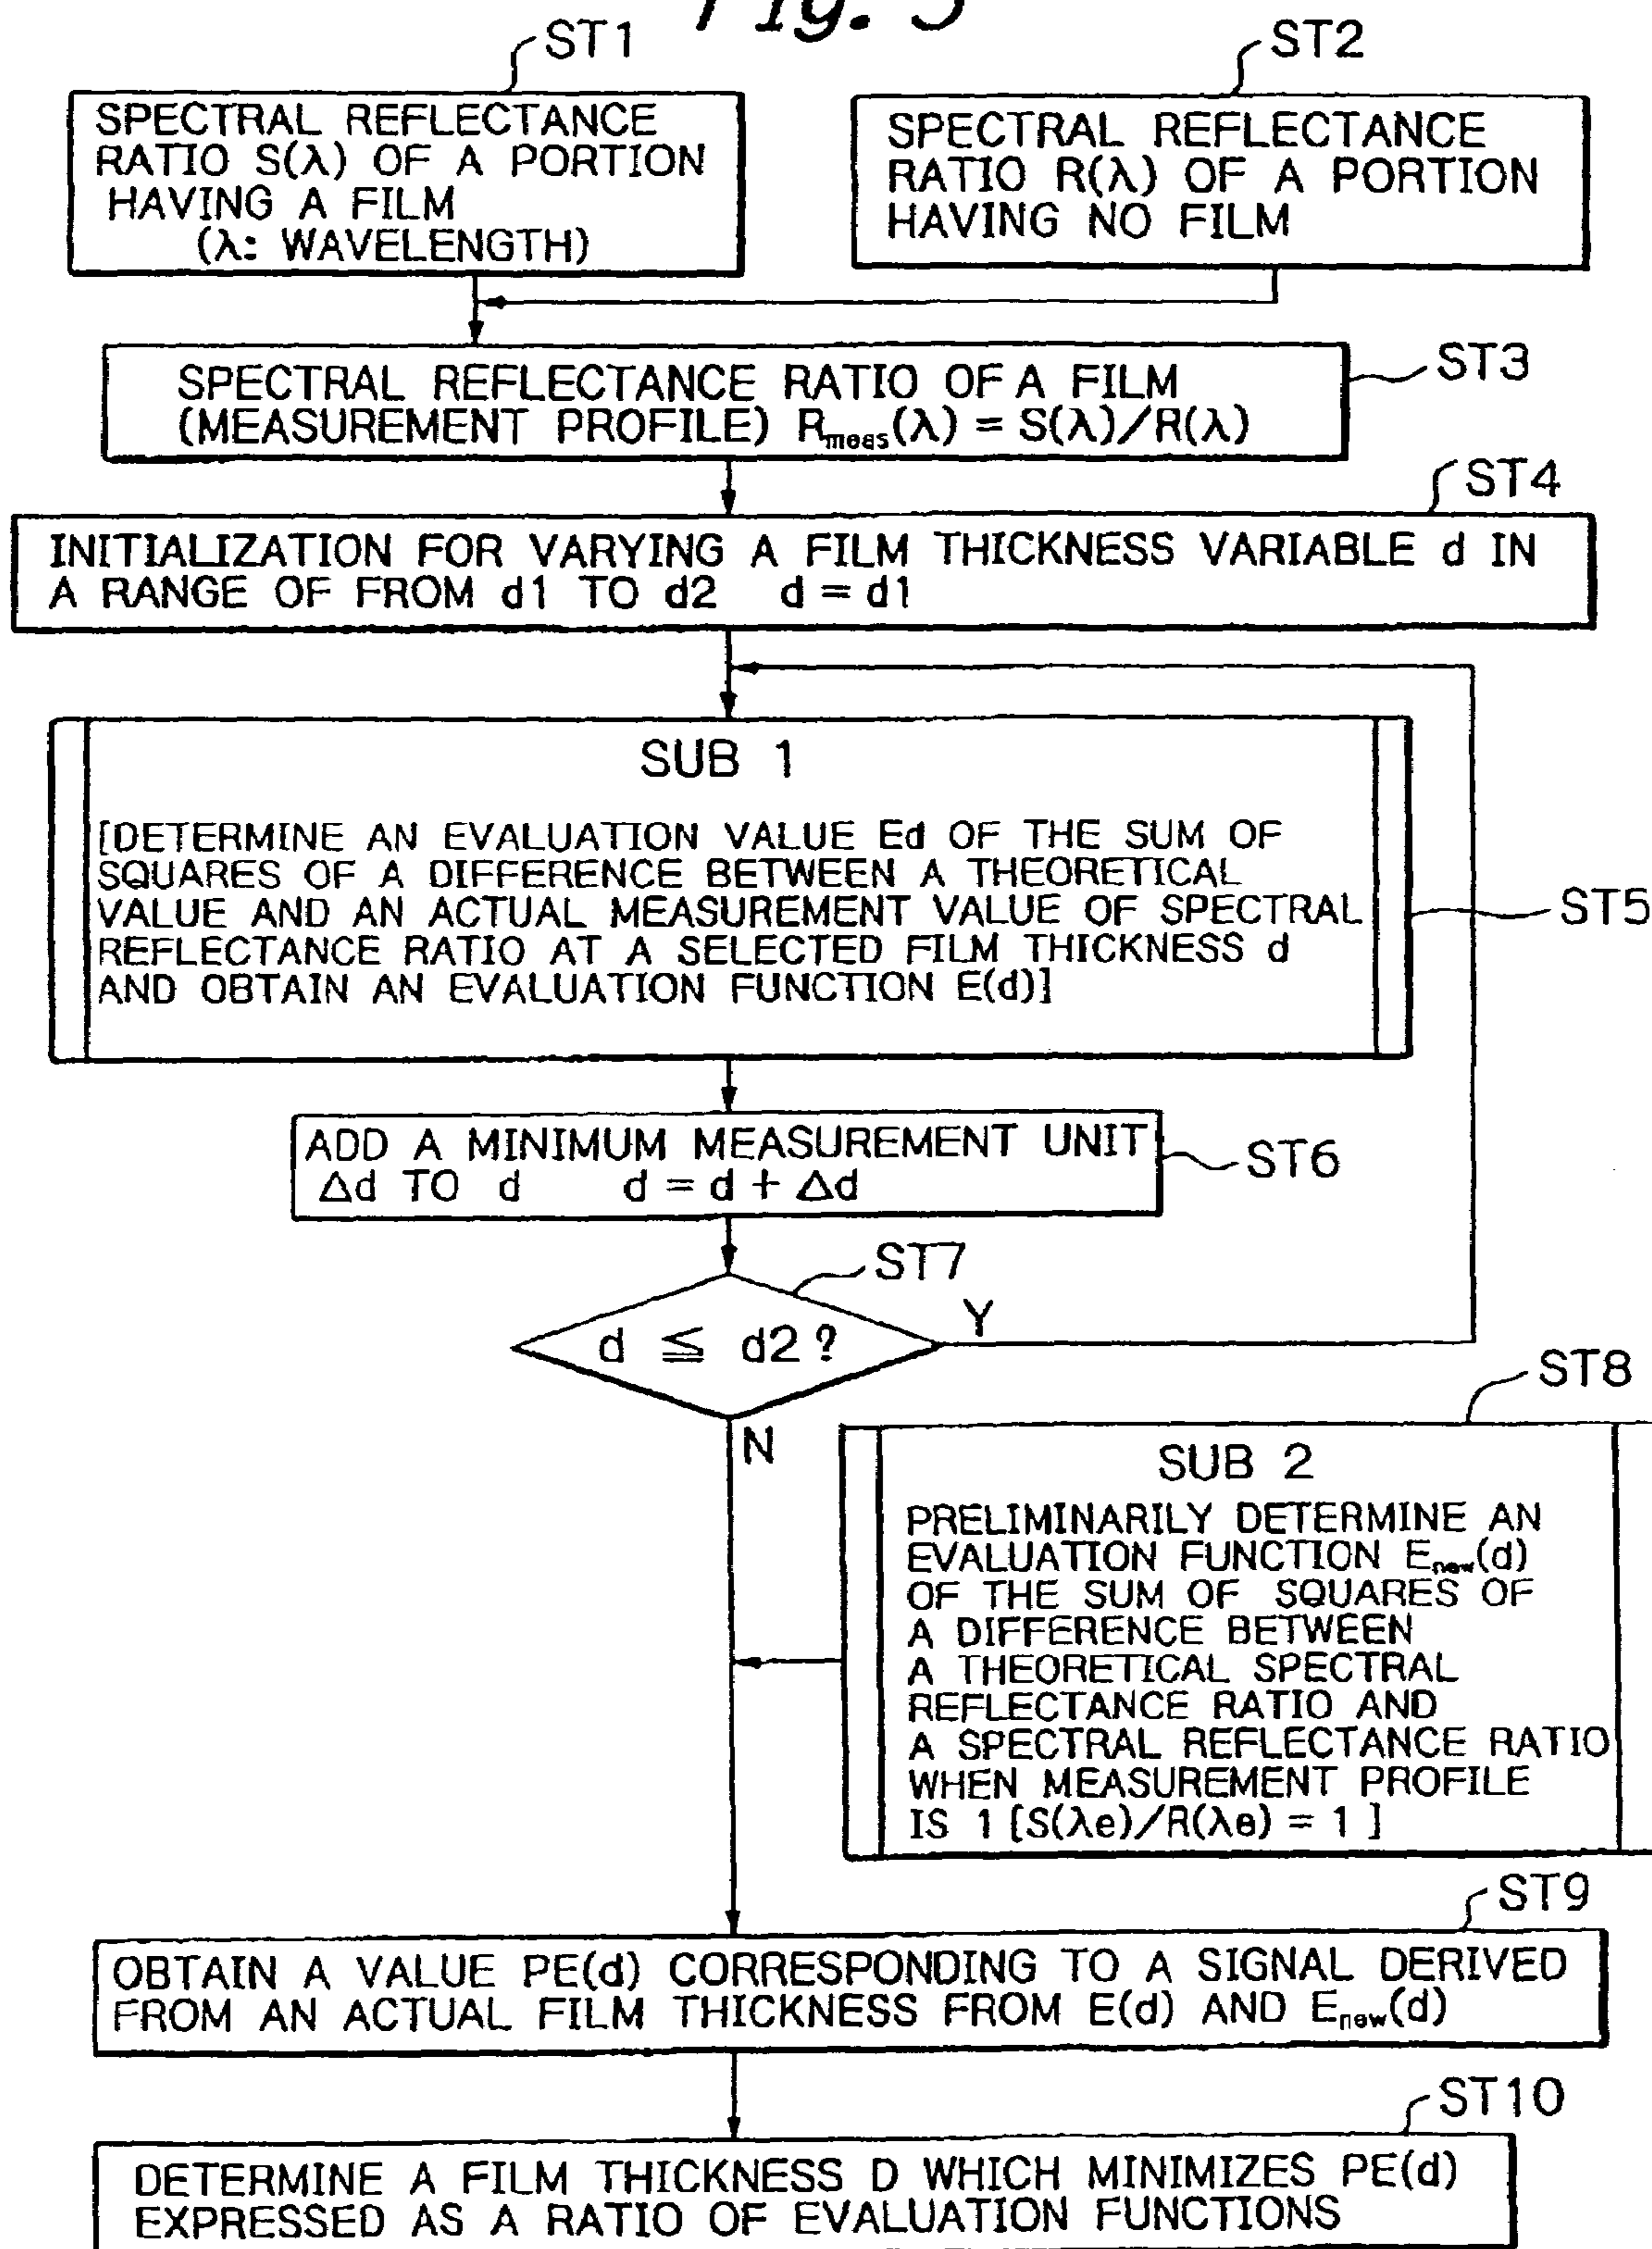 Fig. 5
ST1
SPECTRAL REFLECTANCE
RATIO S(λ) OF A PORTION
HAVING A FILM
(λ: WAVELENGTH)
ST2
SPECTRAL REFLECTANCE
RATIO R(λ) OF A PORTION
HAVING NO FILM
ST3
SPECTRAL REFLECTANCE RATIO OF A FILM
(MEASUREMENT PROFILE) Rmeas(λ) = S(λ)/R(λ)
ST4
INITIALIZATION FOR VARYING A FILM THICKNESS VARIABLE d IN
A RANGE OF FROM d1 TO d2 d = d1
SUB 1
[DETERMINE AN EVALUATION VALUE Ed OF THE SUM OF
SQUARES OF A DIFFERENCE BETWEEN A THEORETICAL
VALUE AND AN ACTUAL MEASUREMENT VALUE OF SPECTRAL
REFLECTANCE RATIO AT A SELECTED FILM THICKNESS d
AND OBTAIN AN EVALUATION FUNCTION E(d)]
ST5
ADD A MINIMUM MEASUREMENT UNIT
Δd TO d d = d + Δd
ST6
ST7
d ≦ d2 ?
Y
N
ST8
SUB 2
PRELIMINARILY DETERMINE AN
EVALUATION FUNCTION Enew(d)
OF THE SUM OF SQUARES OF
A DIFFERENCE BETWEEN
A THEORETICAL SPECTRAL
REFLECTANCE RATIO AND
A SPECTRAL REFLECTANCE RATIO
WHEN MEASUREMENT PROFILE
IS 1 [S(λe)/R(λe) = 1 ]
ST9
OBTAIN A VALUE PE(d) CORRESPONDING TO A SIGNAL DERIVED
FROM AN ACTUAL FILM THICKNESS FROM E(d) AND Enew(d)
ST10
DETERMINE A FILM THICKNESS D WHICH MINIMIZES PE(d)
EXPRESSED AS A RATIO OF EVALUATION FUNCTIONS